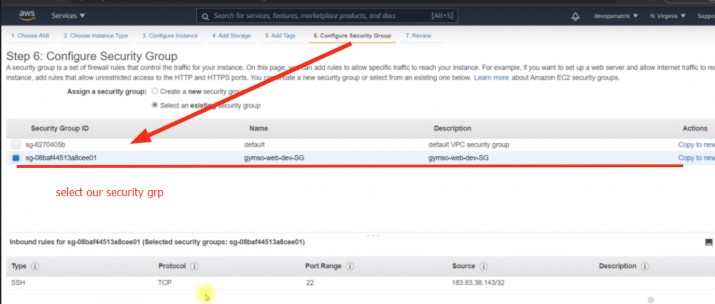 aws Services Search for services, features, marketplace products, and docs [Alt+S] devopsmatrix N. Virginia Suppo
1. Choose AMI 2. Choose Instance Type 3. Configure Instance 4. Add Storage 5. Add Tags 6. Configure Security Group 7. Review
Step 6: Configure Security Group
A security group is a set of firewall rules that control the traffic for your instance. On this page, you can add rules to allow specific traffic to reach your instance. For example, if you want to set up a web server and allow Internet traffic to rea
instance, add rules that allow unrestricted access to the HTTP and HTTPS ports. You can create a new security group or select from an existing one below. Learn more about Amazon EC2 security groups.
Assign a security group: Create a new security group
Select an existing security group
Security Group ID Name Description Actions
sg-6270405b default default VPC security group Copy to new
sg-08baf44513a8cee01 gymso-web-dev-SG gymso-web-dev-SG Copy to new
select our security grp
Inbound rules for sg-08baf44513a8cee01 (Selected security groups: sg-08baf44513a8cee01)
Type Protocol Port Range Source Description
SSH TCP 22 183.83.38.143/32